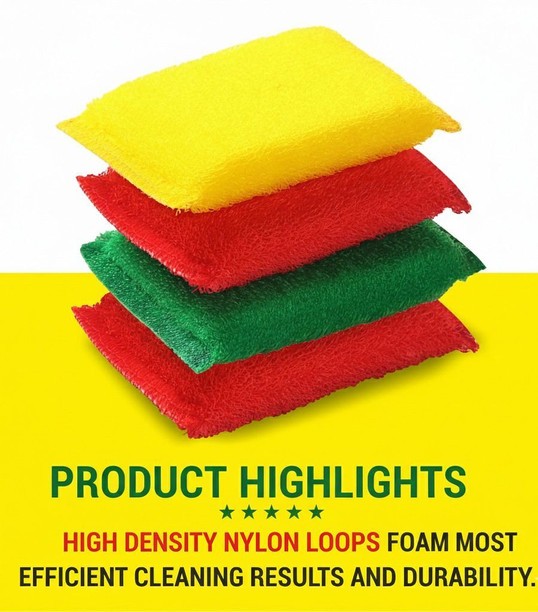 PRODUCT HIGHLIGHTS
HIGH DENSITY NYLON LOOPS FOAM MOST
EFFICIENT CLEANING RESULTS AND DURABILITY.